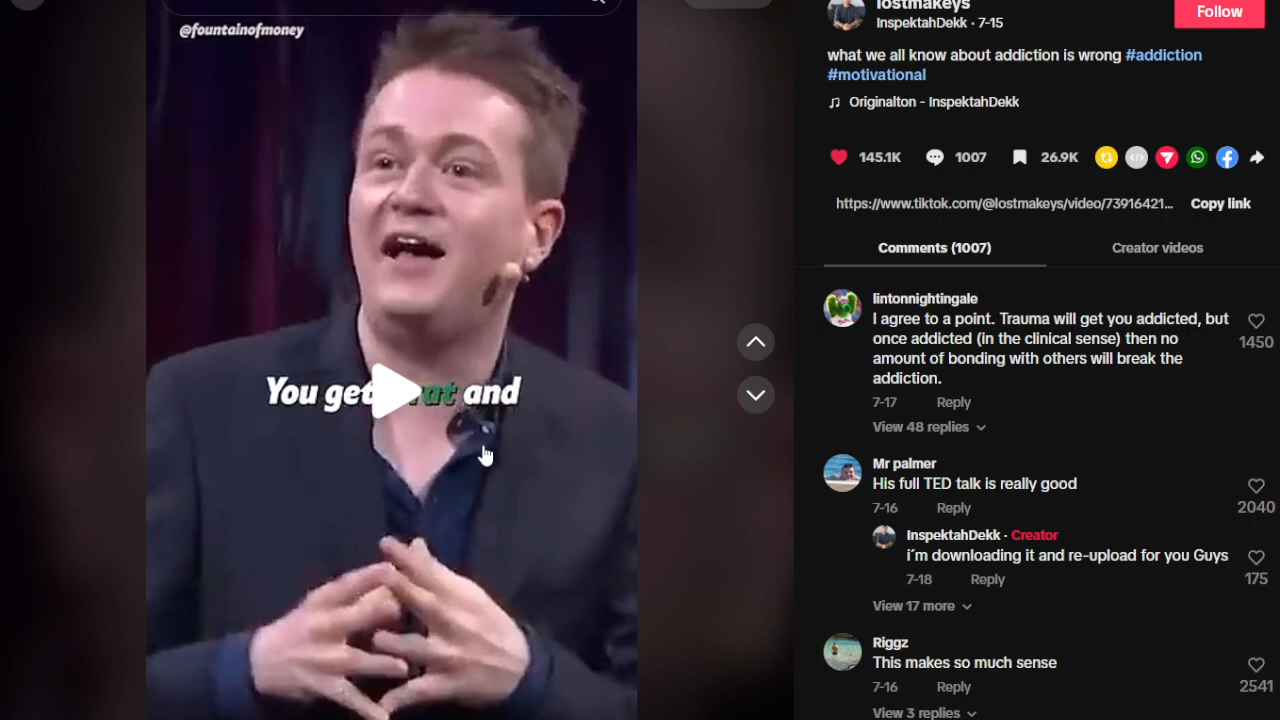 @fountainofmoney
You get rat and
lostmakeys
InspektahDekk · 7-15
Follow
what we all know about addiction is wrong #addiction
#motivational
Originalton - InspektahDekk
145.1K
1007
26.9K
https://www.tiktok.com/@lostmakeys/video/73916421...
Copy link
Comments (1007)
Creator videos
lintonnightingale
I agree to a point. Trauma will get you addicted, but
once addicted (in the clinical sense) then no
amount of bonding with others will break the
addiction.
1450
7-17
Reply
View 48 replies
Mr palmer
His full TED talk is really good
2040
7-16
Reply
InspektahDekk · Creator
i´m downloading it and re-upload for you Guys
175
7-18
Reply
View 17 more
Riggz
This makes so much sense
2541
7-16
Reply
View 3 replies